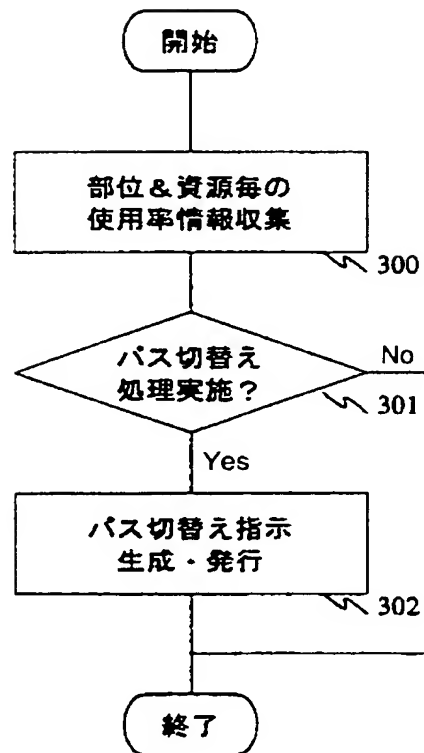 開始
部位&資源毎の
使用率情報収集
300
パス切替え
処理実施?
No
301
Yes
パス切替え指示
生成・発行
302
終了